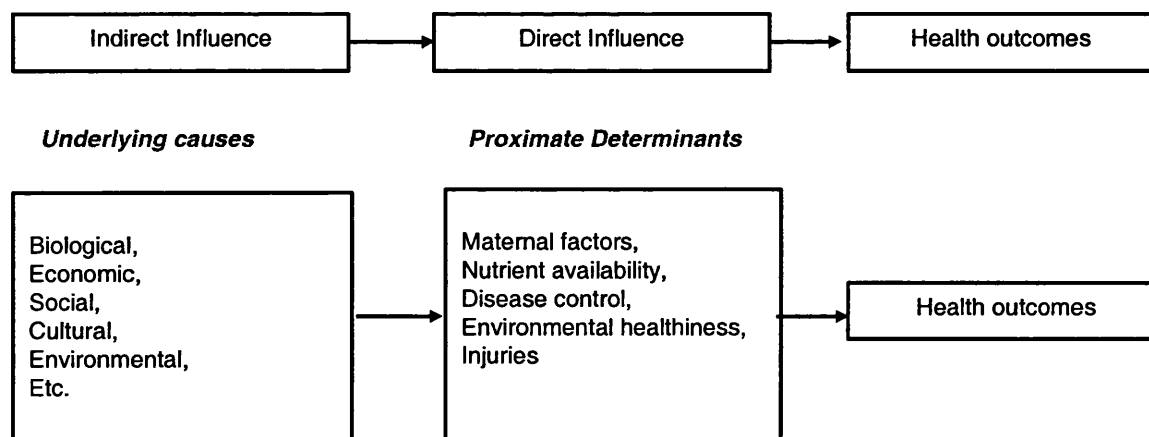 Indirect Influence
Direct Influence
Health outcomes
Underlying causes
Proximate Determinants
Biological,
Economic,
Social,
Cultural,
Environmental,
Etc.
Maternal factors,
Nutrient availability,
Disease control,
Environmental healthiness,
Injuries
Health outcomes